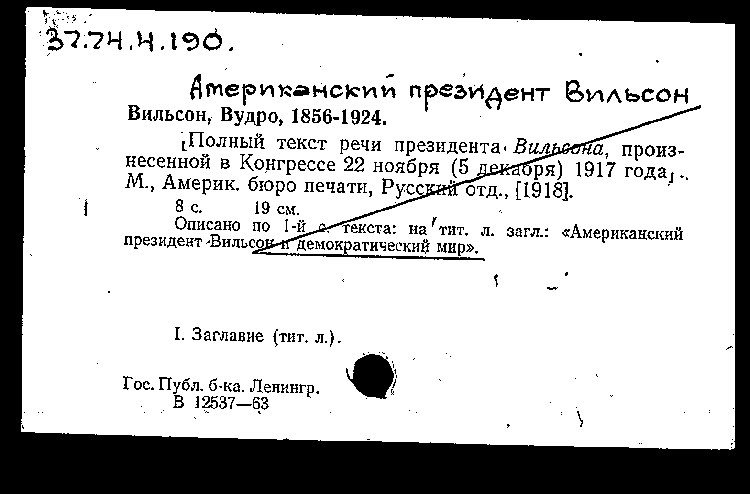 37.74.4.190.
Американский президент Вильсон
Вильсон, Вудро, 1856-1924.
[Полный текст речи президента Вильсона, произ-
несенной в Конгрессе 22 ноября (5 декабря) 1917 года].
М., Америк. бюро печати, Русский отд., [1918].
8 с. 19 см.
Описано по 1-й с. текста: на тит. л. загл.: «Американский
президент Вильсон и демократический мир».
I. Заглавие (тит. л.).
Гос. Публ. б-ка. Ленингр.
В 12537—63